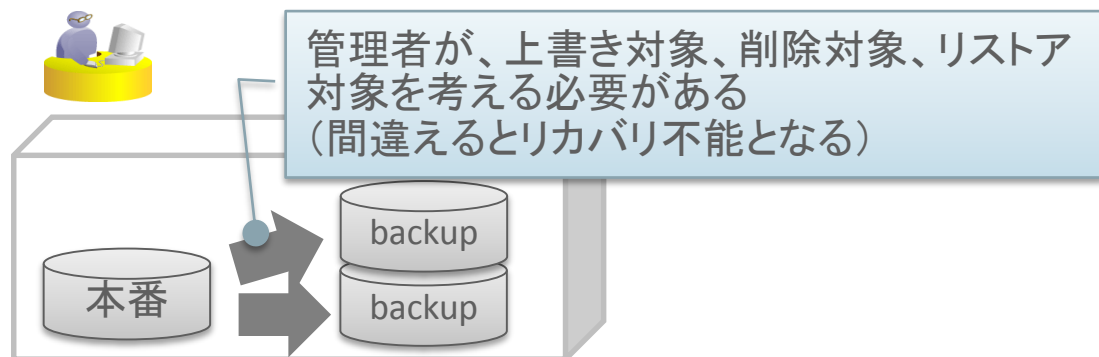 管理者が、上書き対象、削除対象、リストア
対象を考える必要がある
（間違えるとリカバリ不能となる）
backup
本番
backup